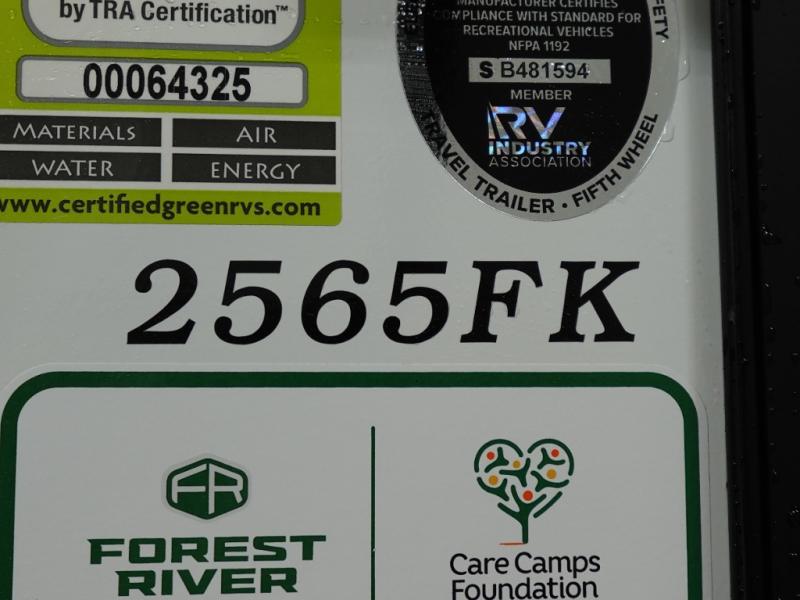 by TRA Certification™
00064325
MATERIALS
AIR
WATER
ENERGY
www.certifiedgreenrvs.com
MANUFACTURER CERTIFIES
COMPLIANCE WITH STANDARD FOR
RECREATIONAL VEHICLES
NFPA 1192
S B481594
MEMBER
RV
INDUSTRY
ASSOCIATION
TRAVEL TRAILER • FIFTH WHEEL
2565FK
FR
FOREST
RIVER
Care Camps
Foundation